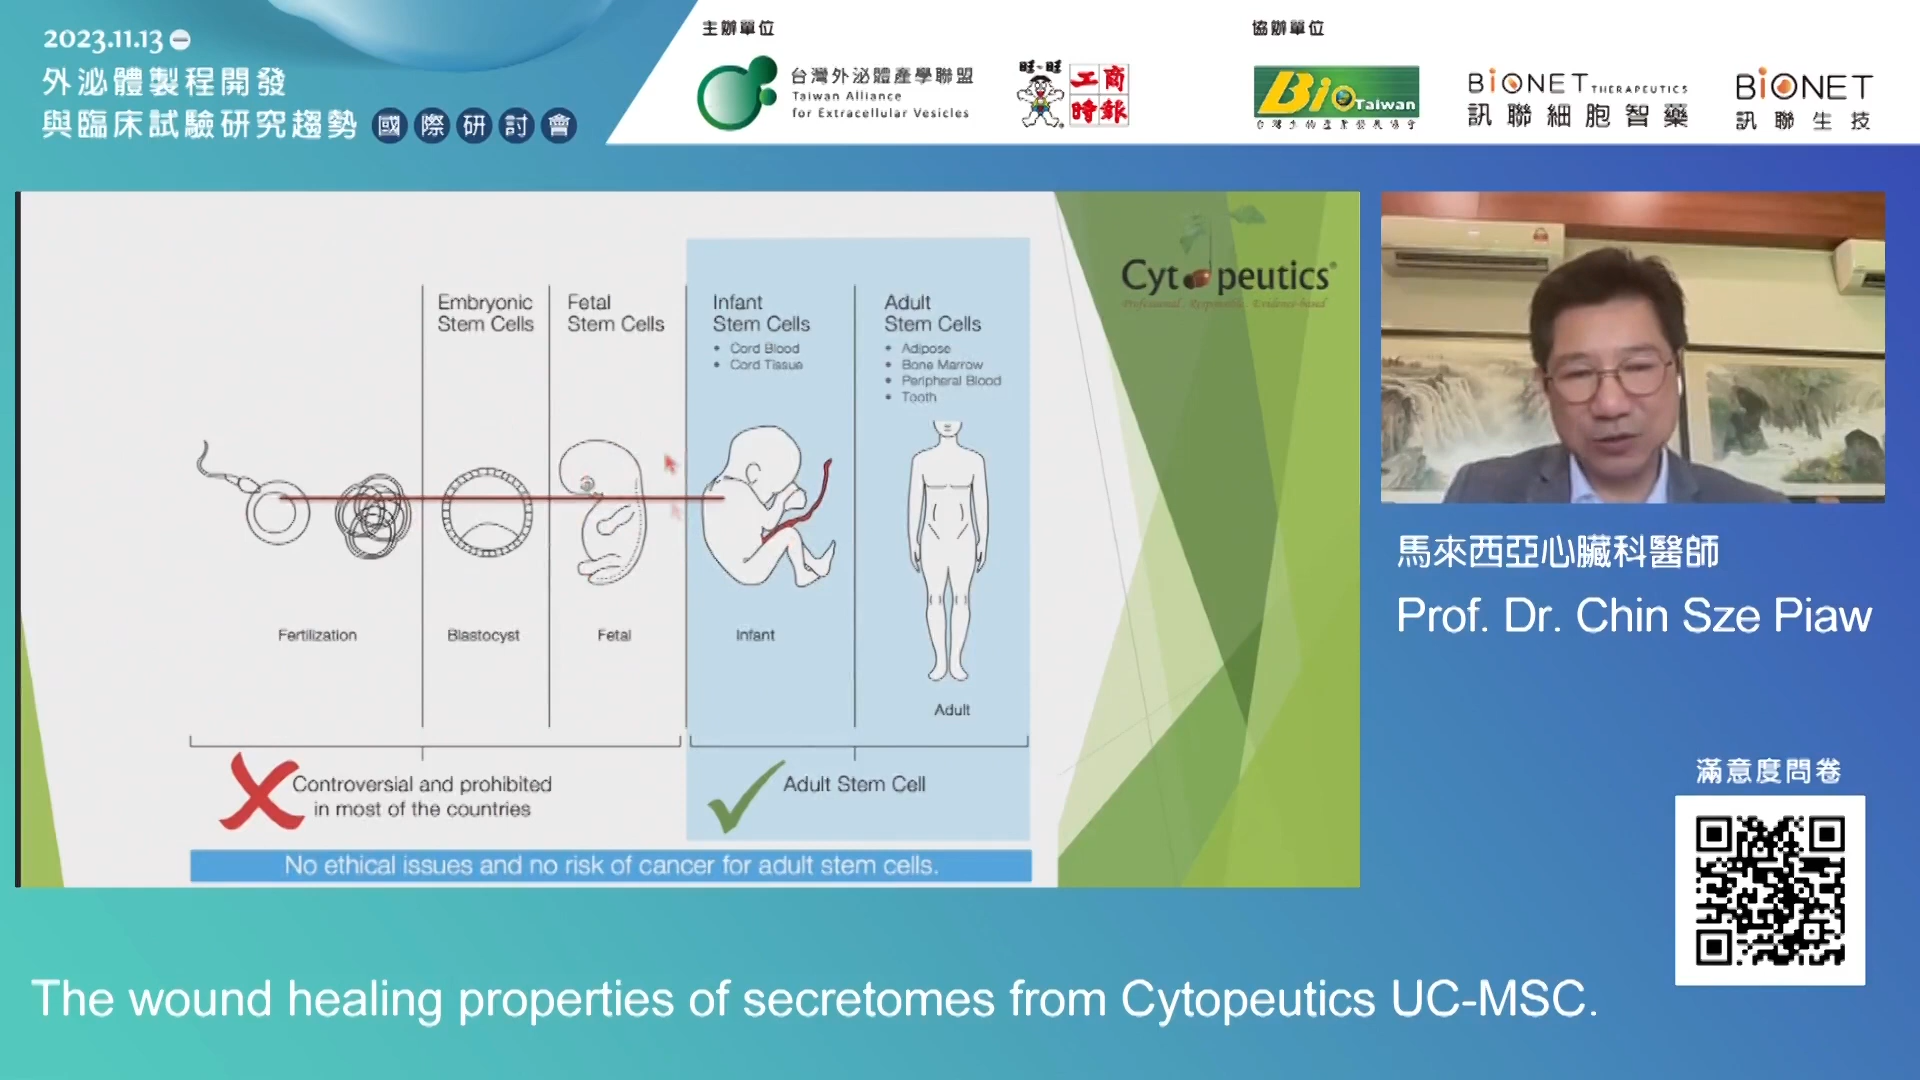 2023.11.13 一
外泌體製程開發
與臨床試驗研究趨勢 國際研討會
主辦單位
台灣外泌體產學聯盟
Taiwan Alliance
for Extracellular Vesicles
旺旺
工商
時報
協辦單位
BioTaiwan
台灣生物產業發展協會
BIONET THERAPEUTICS
訊聯細胞智藥
BIONET
訊聯生技
Cytopeutics®
Professional. Responsible. Evidence-based
Embryonic
Stem Cells
Fetal
Stem Cells
Infant
Stem Cells
• Cord Blood
• Cord Tissue
Adult
Stem Cells
• Adipose
• Bone Marrow
• Peripheral Blood
• Tooth
Fertilization
Blastocyst
Fetal
Infant
Adult
Controversial and prohibited
in most of the countries
Adult Stem Cell
No ethical issues and no risk of cancer for adult stem cells.
馬來西亞心臟科醫師
Prof. Dr. Chin Sze Piaw
滿意度問卷
The wound healing properties of secretomes from Cytopeutics UC-MSC.